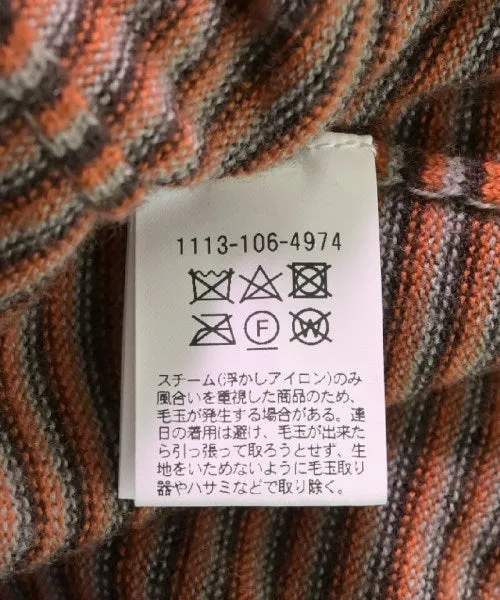 1113-106-4974
F
W
スチーム(浮かしアイロン)のみ
風合いを重視した商品のため、
毛玉が発生する場合がある。連
日の着用は避け、毛玉が出来た
ら引っ張って取ろうとせず、生
地をいためないように毛玉取り
器やハサミなどで取り除く。